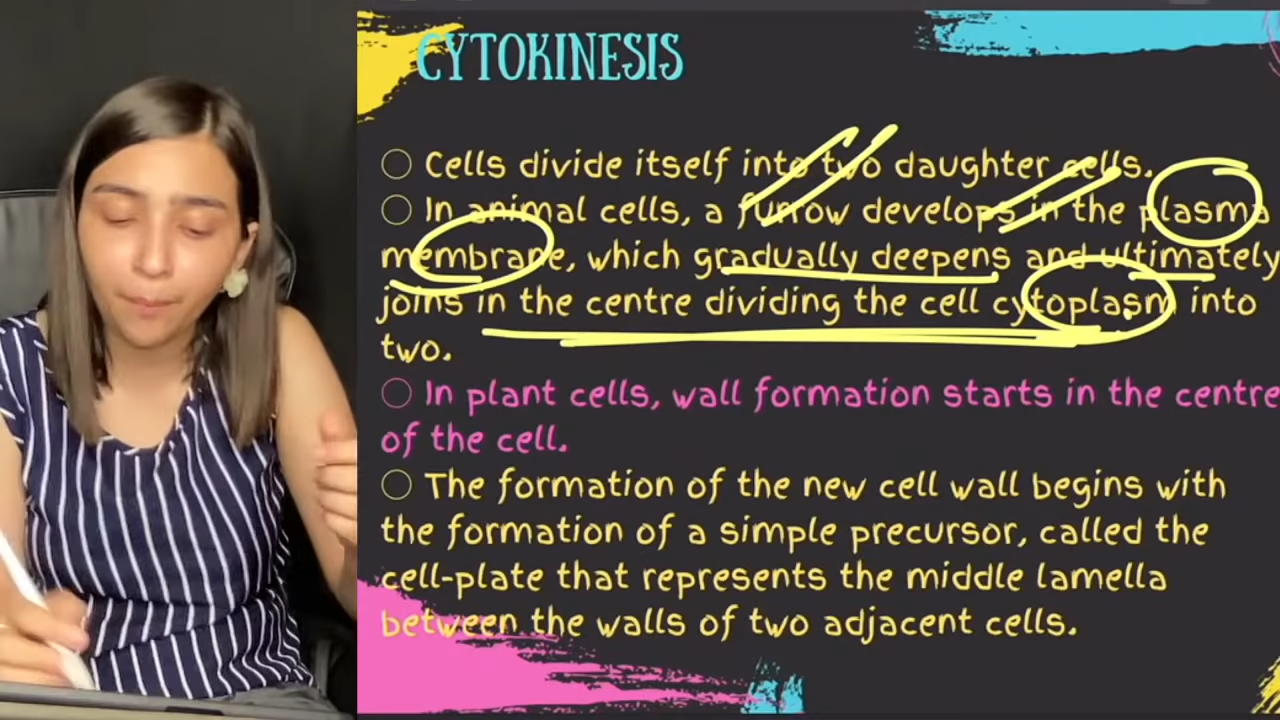 CYTOKINESIS
Cells divide itself into two daughter cells.
In animal cells, a furrow develops in the plasma
membrane, which gradually deepens and ultimately
joins in the centre dividing the cell cytoplasm into
two.
In plant cells, wall formation starts in the centre
of the cell.
The formation of the new cell wall begins with
the formation of a simple precursor, called the
cell-plate that represents the middle lamella
between the walls of two adjacent cells.